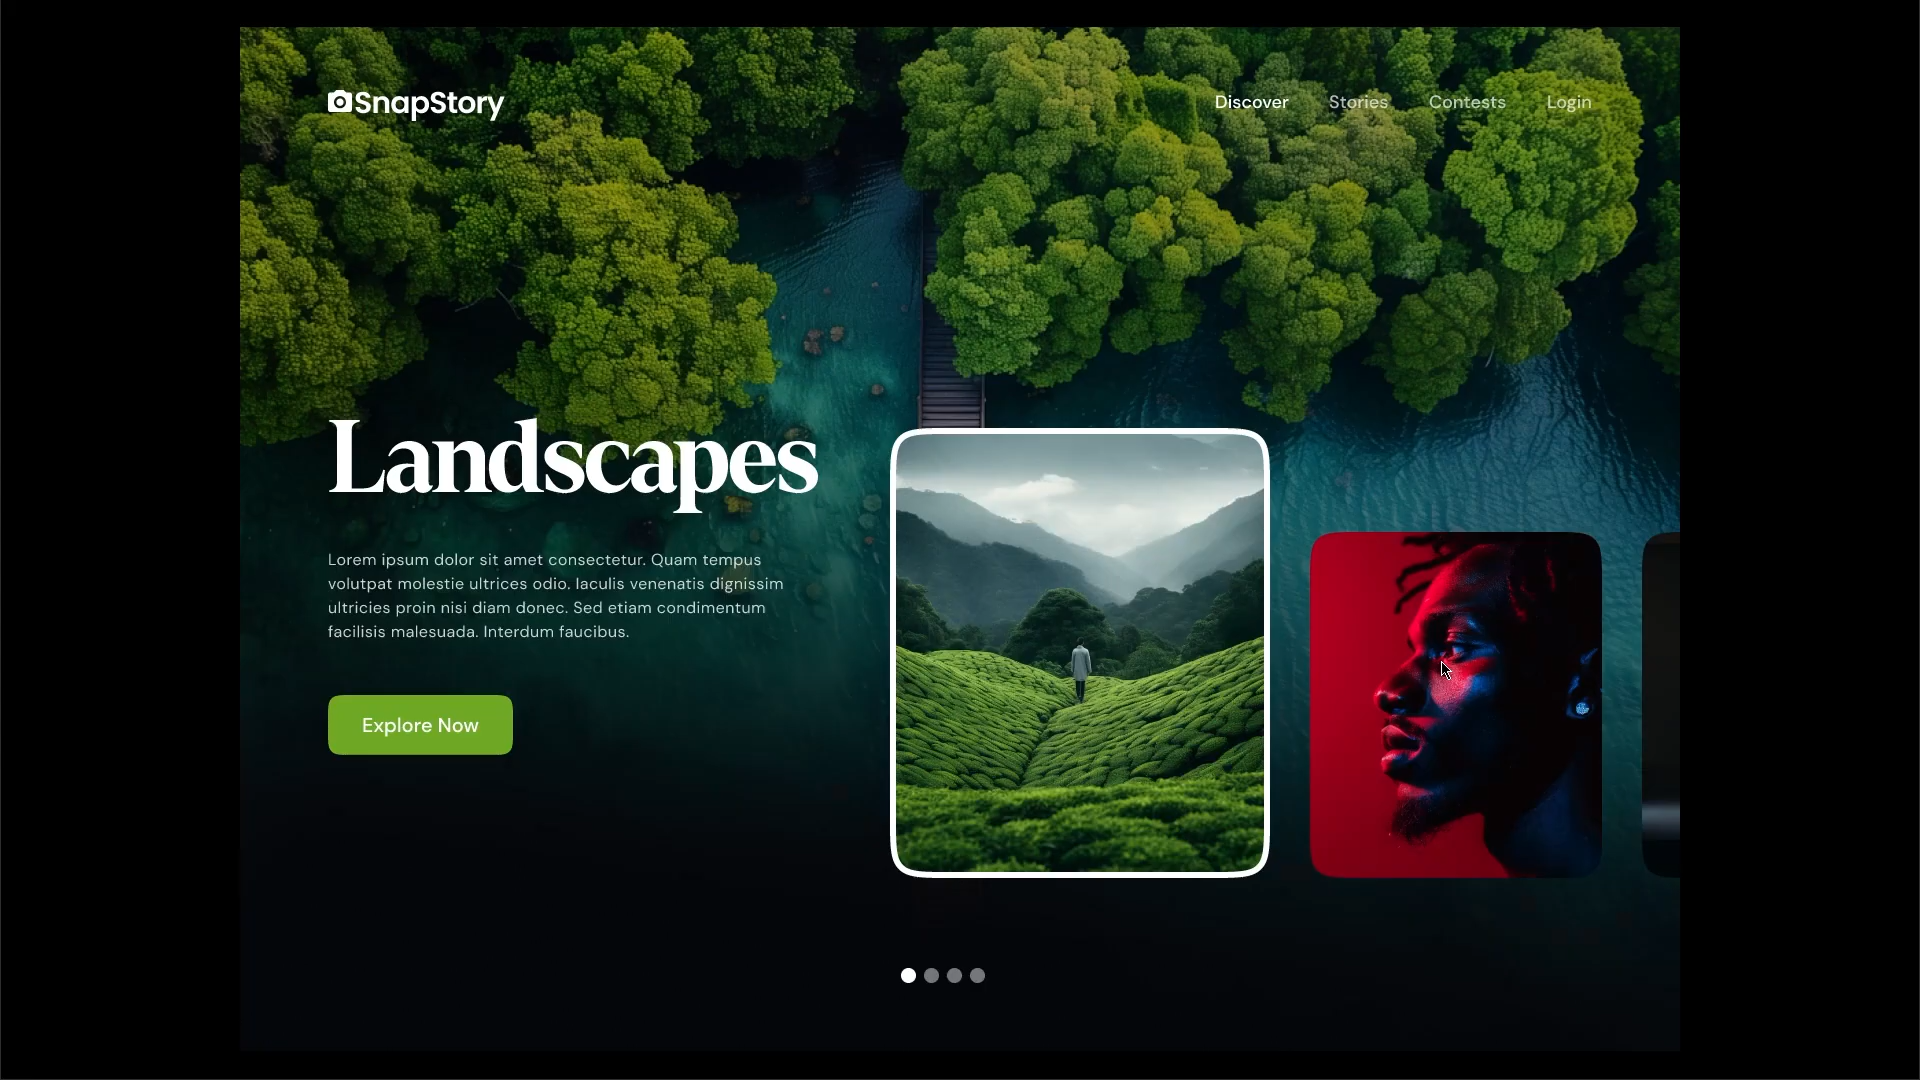 SnapStory
Discover Stories Contests Login
Landscapes
Lorem ipsum dolor sit amet consectetur. Quam tempus
volutpat molestie ultrices odio. Iaculis venenatis dignissim
ultricies proin nisi diam donec. Sed etiam condimentum
facilisis malesuada. Interdum faucibus.
Explore Now